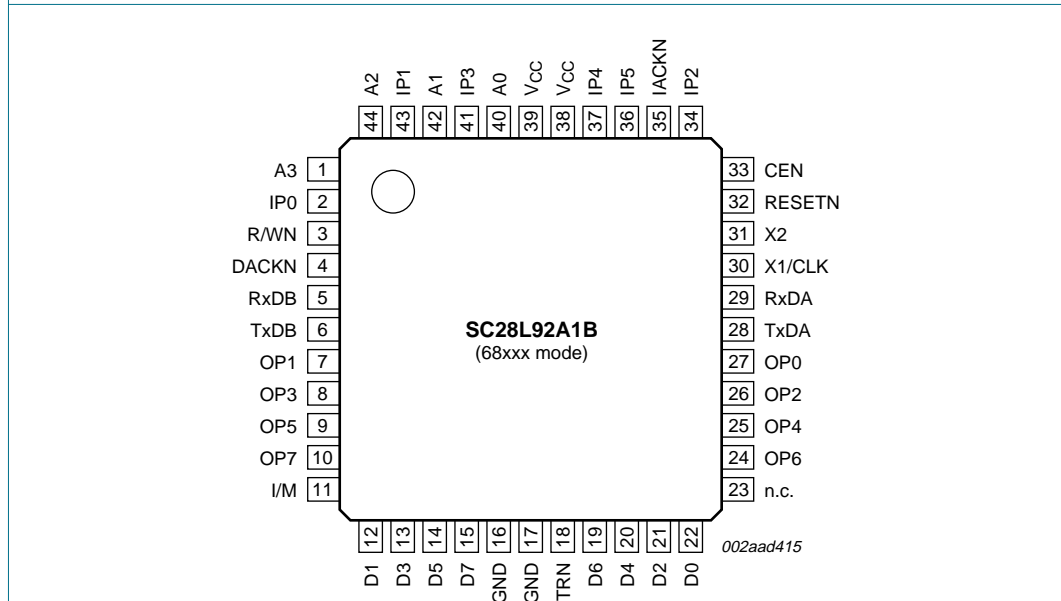 A2 IP1 A1 IP3 A0 VCC VCC IP4 IP5 IACKN IP2
44 43 42 41 40 39 38 37 36 35 34
A3 1 33 CEN
IP0 2 32 RESETN
R/WN 3 31 X2
DACKN 4 30 X1/CLK
RxDB 5 29 RxDA
TxDB 6 28 TxDA
SC28L92A1B
(68xxx mode)
OP1 7 27 OP0
OP3 8 26 OP2
OP5 9 25 OP4
OP7 10 24 OP6
I/M 11 23 n.c.
12 13 14 15 16 17 18 19 20 21 22
002aad415
D1 D3 D5 D7 GND GND TRN D6 D4 D2 D0